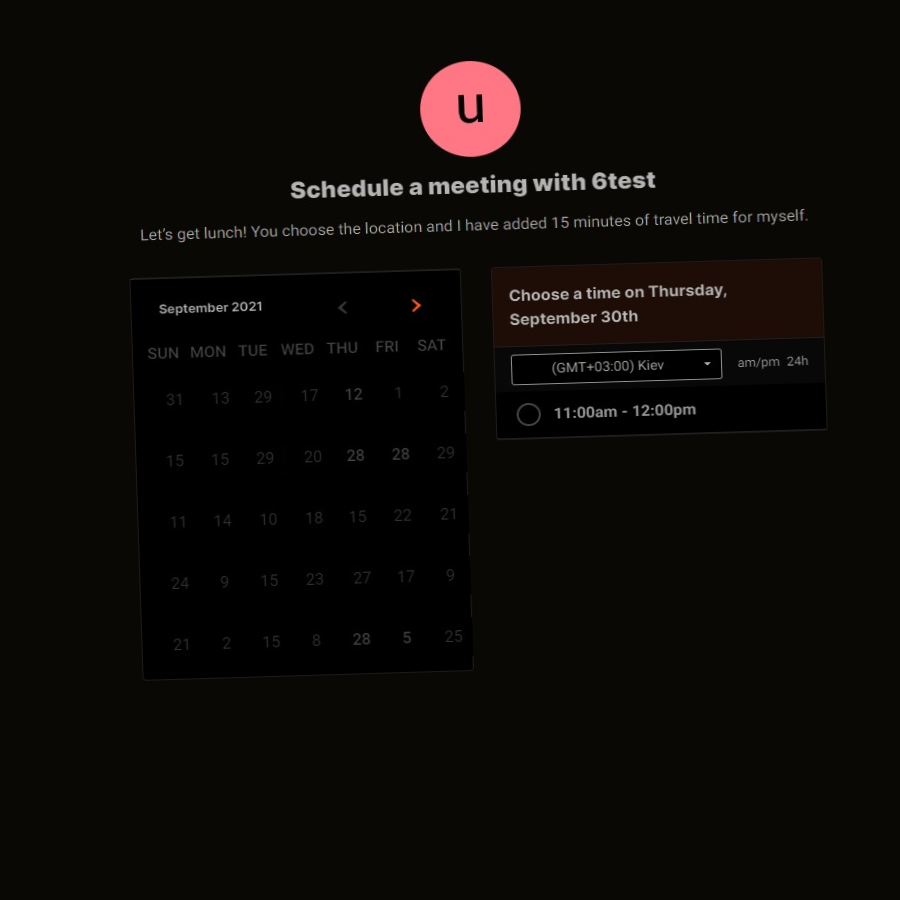 u
Schedule a meeting with 6test
Let's get lunch! You choose the location and I have added 15 minutes of travel time for myself.
September 2021
SUN MON TUE WED THU FRI SAT
31 13 29 17 12 1 2
15 15 29 20 28 28 29
11 14 10 18 15 22 21
24 9 15 23 27 17 9
21 2 15 8 28 5 25
Choose a time on Thursday,
September 30th
(GMT+03:00) Kiev am/pm 24h
11:00am - 12:00pm